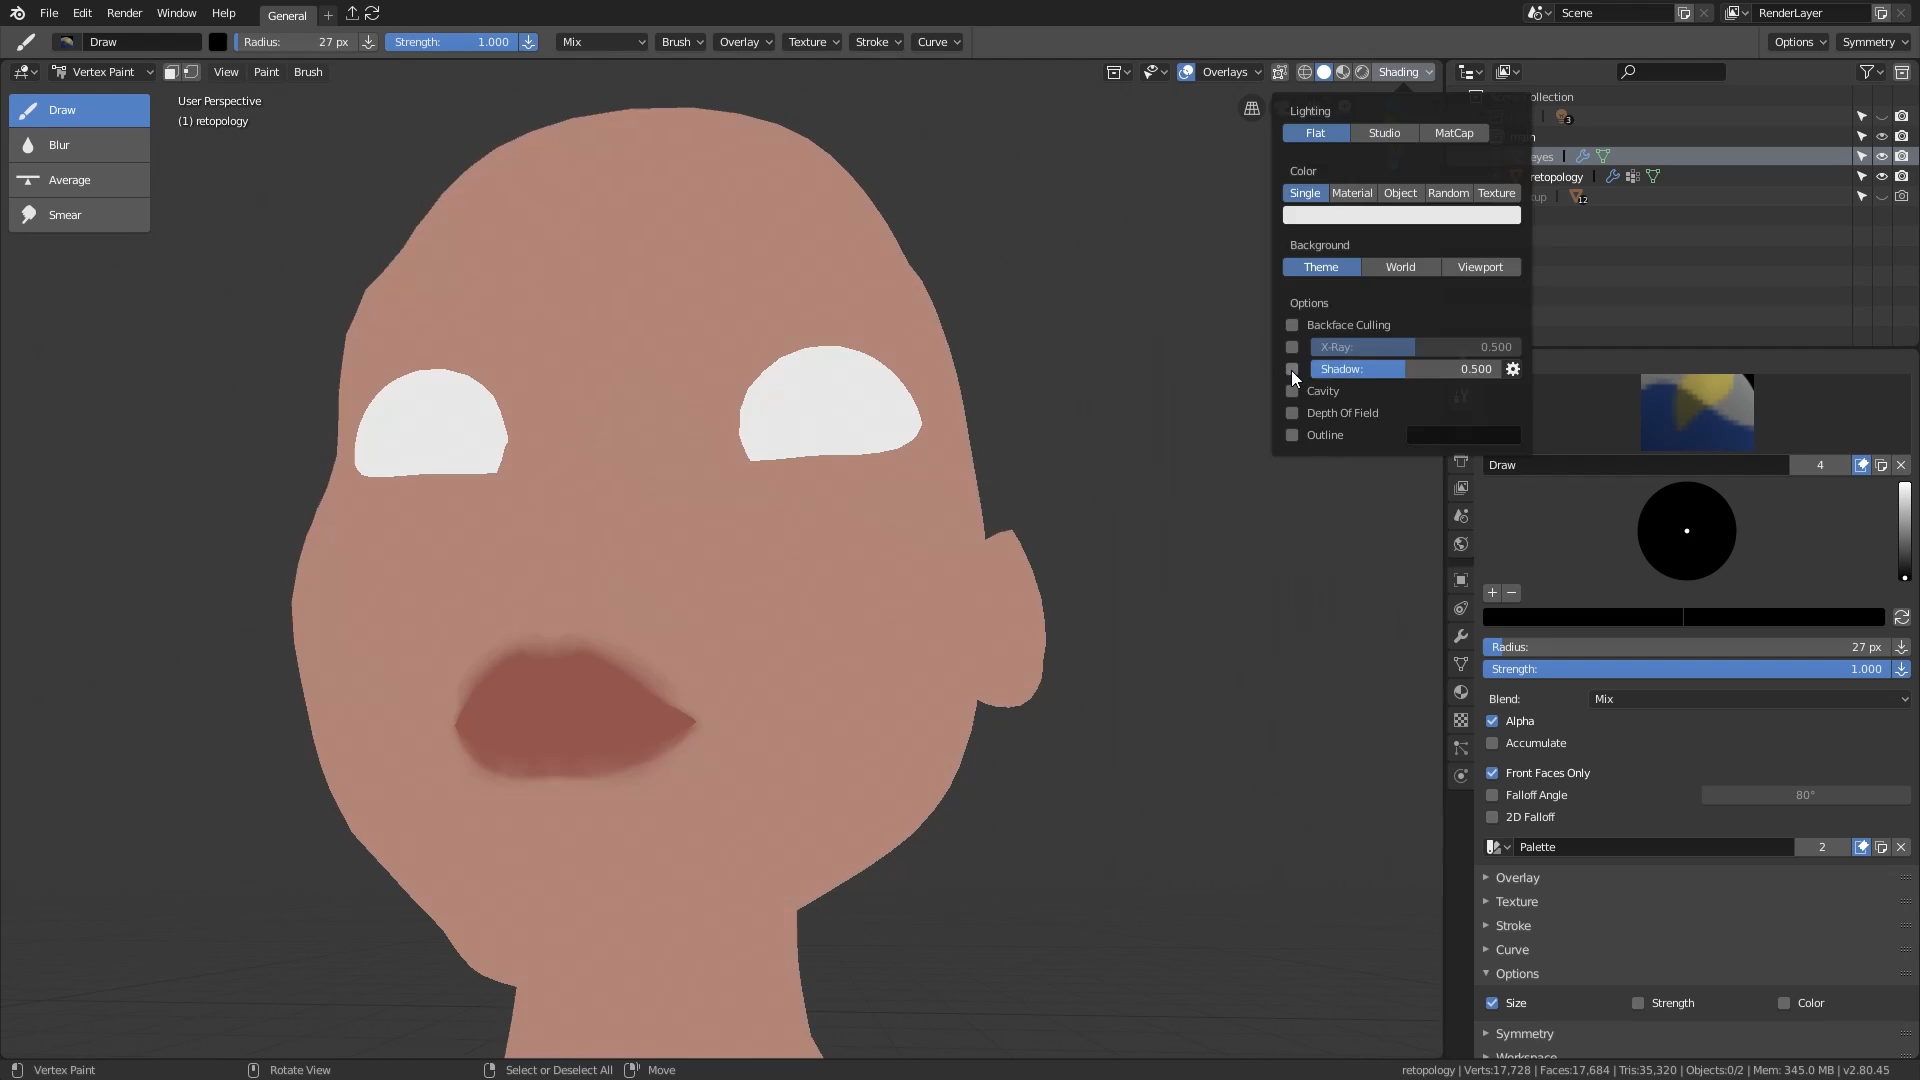 File Edit Render Window Help General Scene RenderLayer
Draw Radius: 27 px Strength: 1.000 Mix Brush Overlay Texture Stroke Curve Options Symmetry
Vertex Paint View Paint Brush Overlays Shading
Draw
Blur
Average
Smear
User Perspective
(1) retopology
Lighting
Flat Studio MatCap
Color
Single Material Object Random Texture
Background
Theme World Viewport
Options
Backface Culling
X-Ray: 0.500
Shadow: 0.500
Cavity
Depth Of Field
Outline
collection
3
eyes
retopology
12
Draw 4
Radius: 27 px
Strength: 1.000
Blend: Mix
Alpha
Accumulate
Front Faces Only
Falloff Angle 80°
2D Falloff
Palette 2
Overlay
Texture
Stroke
Curve
Options
Size Strength Color
Symmetry
Workspace
Vertex Paint Rotate View Select or Deselect All Move
retopology | Verts:17,728 | Faces:17,684 | Tris:35,320 | Objects:0/2 | Mem: 345.0 MB | v2.80.45